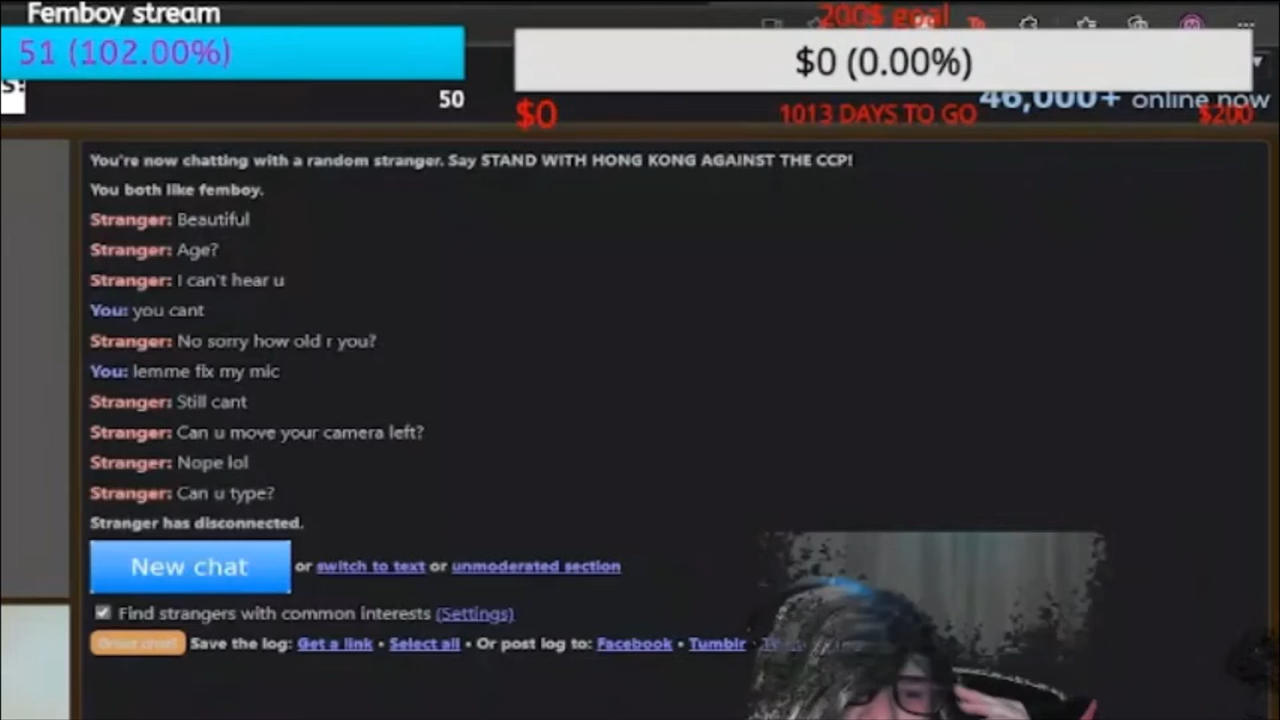 Femboy stream
200$ goal
51 (102.00%)
$0 (0.00%)
50
46,000+ online now
$0
1013 DAYS TO GO
$200
You're now chatting with a random stranger. Say STAND WITH HONG KONG AGAINST THE CCP!
You both like femboy.
Stranger: Beautiful
Stranger: Age?
Stranger: I can't hear u
You: you cant
Stranger: No sorry how old r you?
You: lemme fix my mic
Stranger: Still cant
Stranger: Can u move your camera left?
Stranger: Nope lol
Stranger: Can u type?
Stranger has disconnected.
New chat or switch to text or unmoderated section
Find strangers with common interests (Settings)
Great chat! Save the log: Get a link • Select all • Or post log to: Facebook • Tumblr •